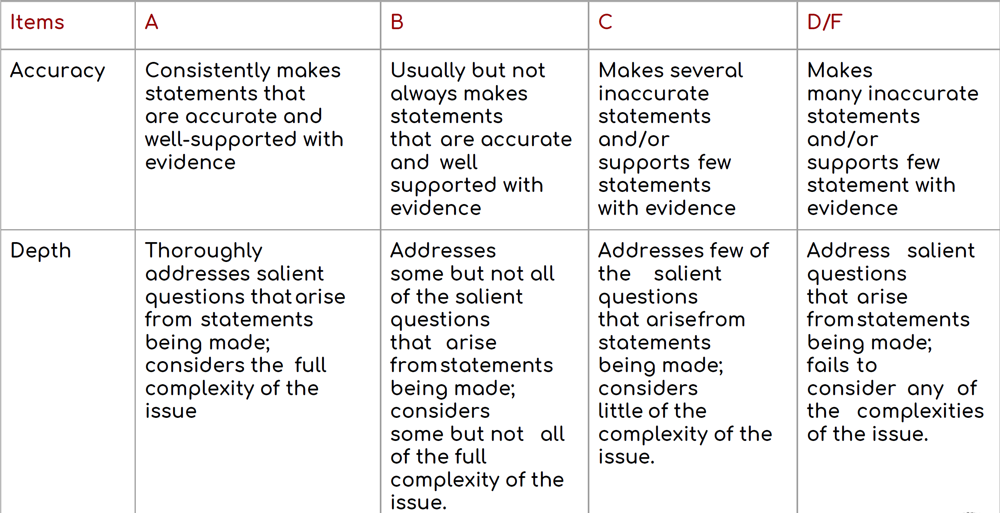 Items
A
B
C
D/F
Accuracy
Consistently makes
statements that
are accurate and
well-supported with
evidence
Usually but not
always makes
statements
that are accurate
and well
supported with
evidence
Makes several
inaccurate
statements
and/or
supports few
statements
with evidence
Makes
many inaccurate
statements
and/or
supports few
statement with
evidence
Depth
Thoroughly
addresses salient
questions that arise
from statements
being made;
considers the full
complexity of the
issue
Addresses
some but not all
of the salient
questions
that arise
from statements
being made;
considers
some but not all
of the full
complexity of the
issue.
Addresses few of
the salient
questions
that arisefrom
statements
being made;
considers
little of the
complexity of the
issue.
Address salient
questions
that arise
from statements
being made;
fails to
consider any of
the complexities
of the issue.